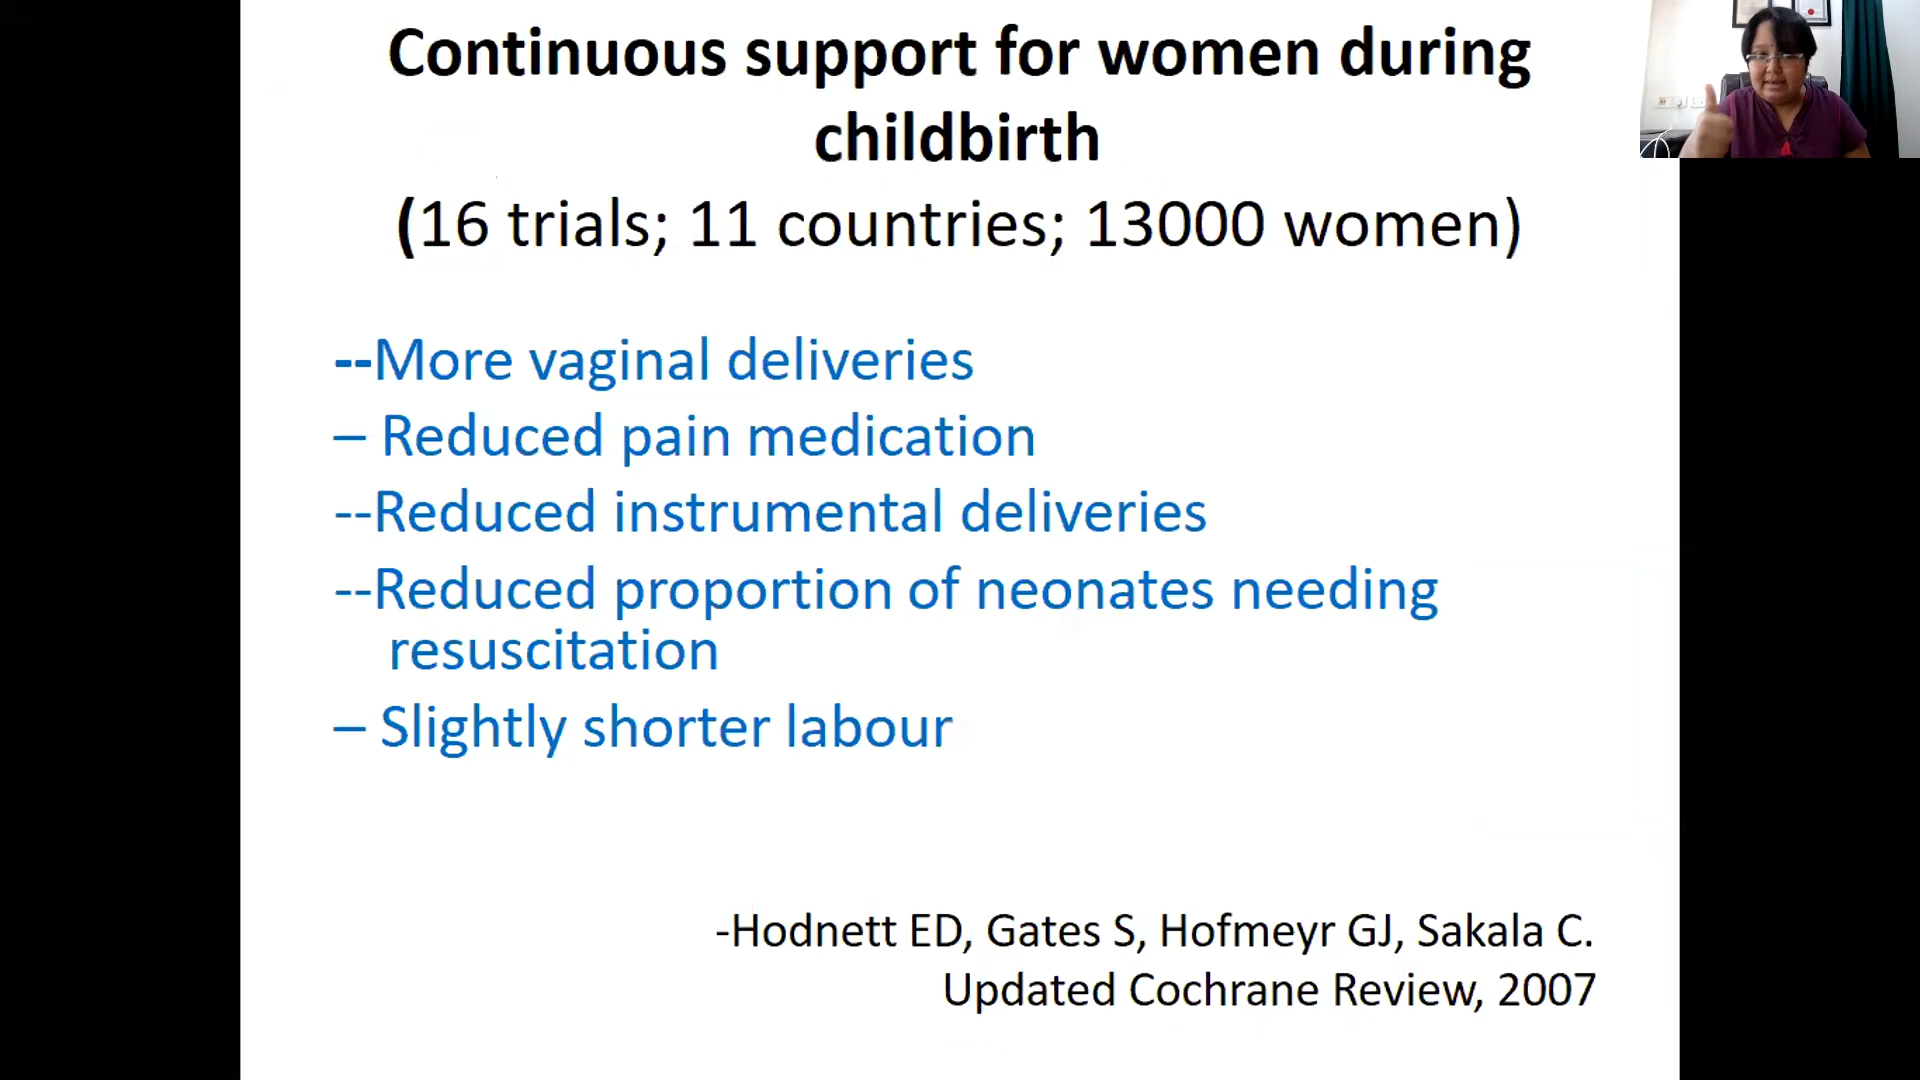 Continuous support for women during
childbirth
(16 trials; 11 countries; 13000 women)
--More vaginal deliveries
– Reduced pain medication
--Reduced instrumental deliveries
--Reduced proportion of neonates needing
resuscitation
– Slightly shorter labour
-Hodnett ED, Gates S, Hofmeyr GJ, Sakala C.
Updated Cochrane Review, 2007